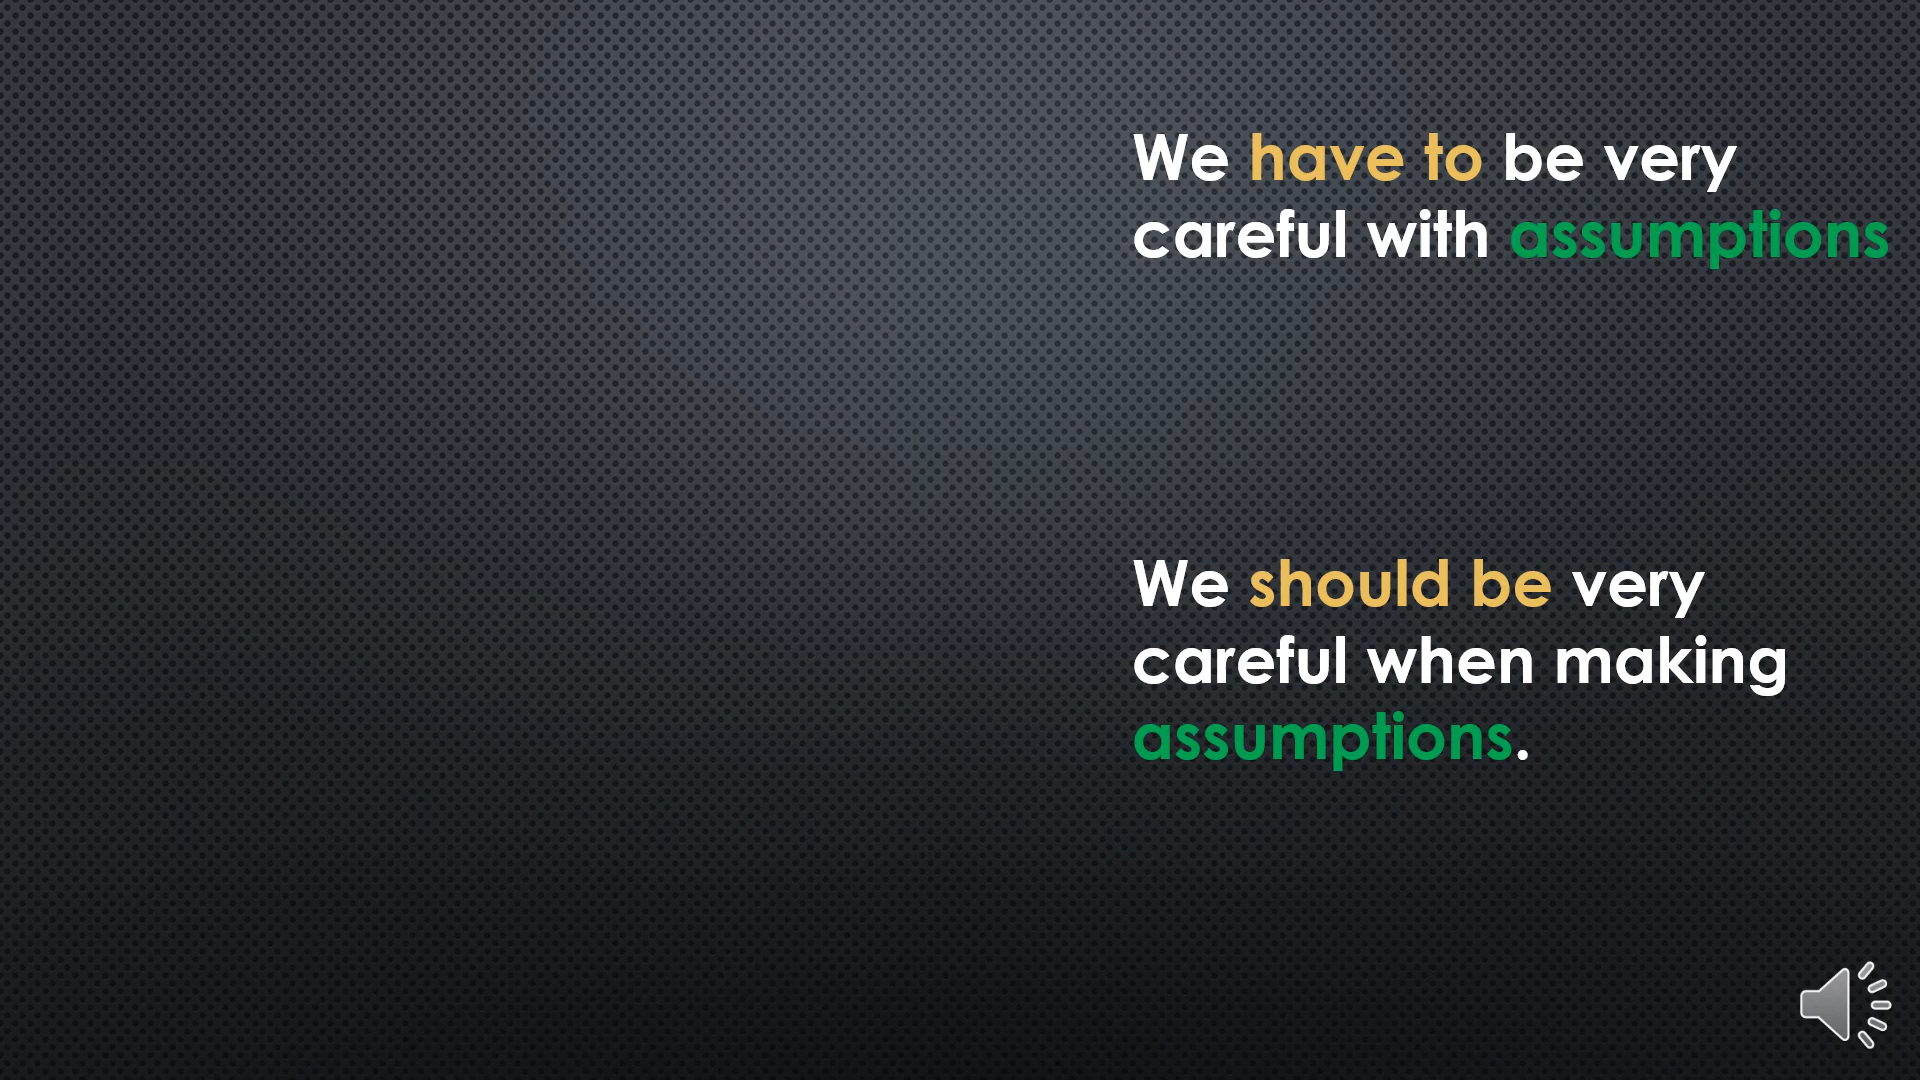 We have to be very
careful with assumptions
We should be very
careful when making
assumptions.